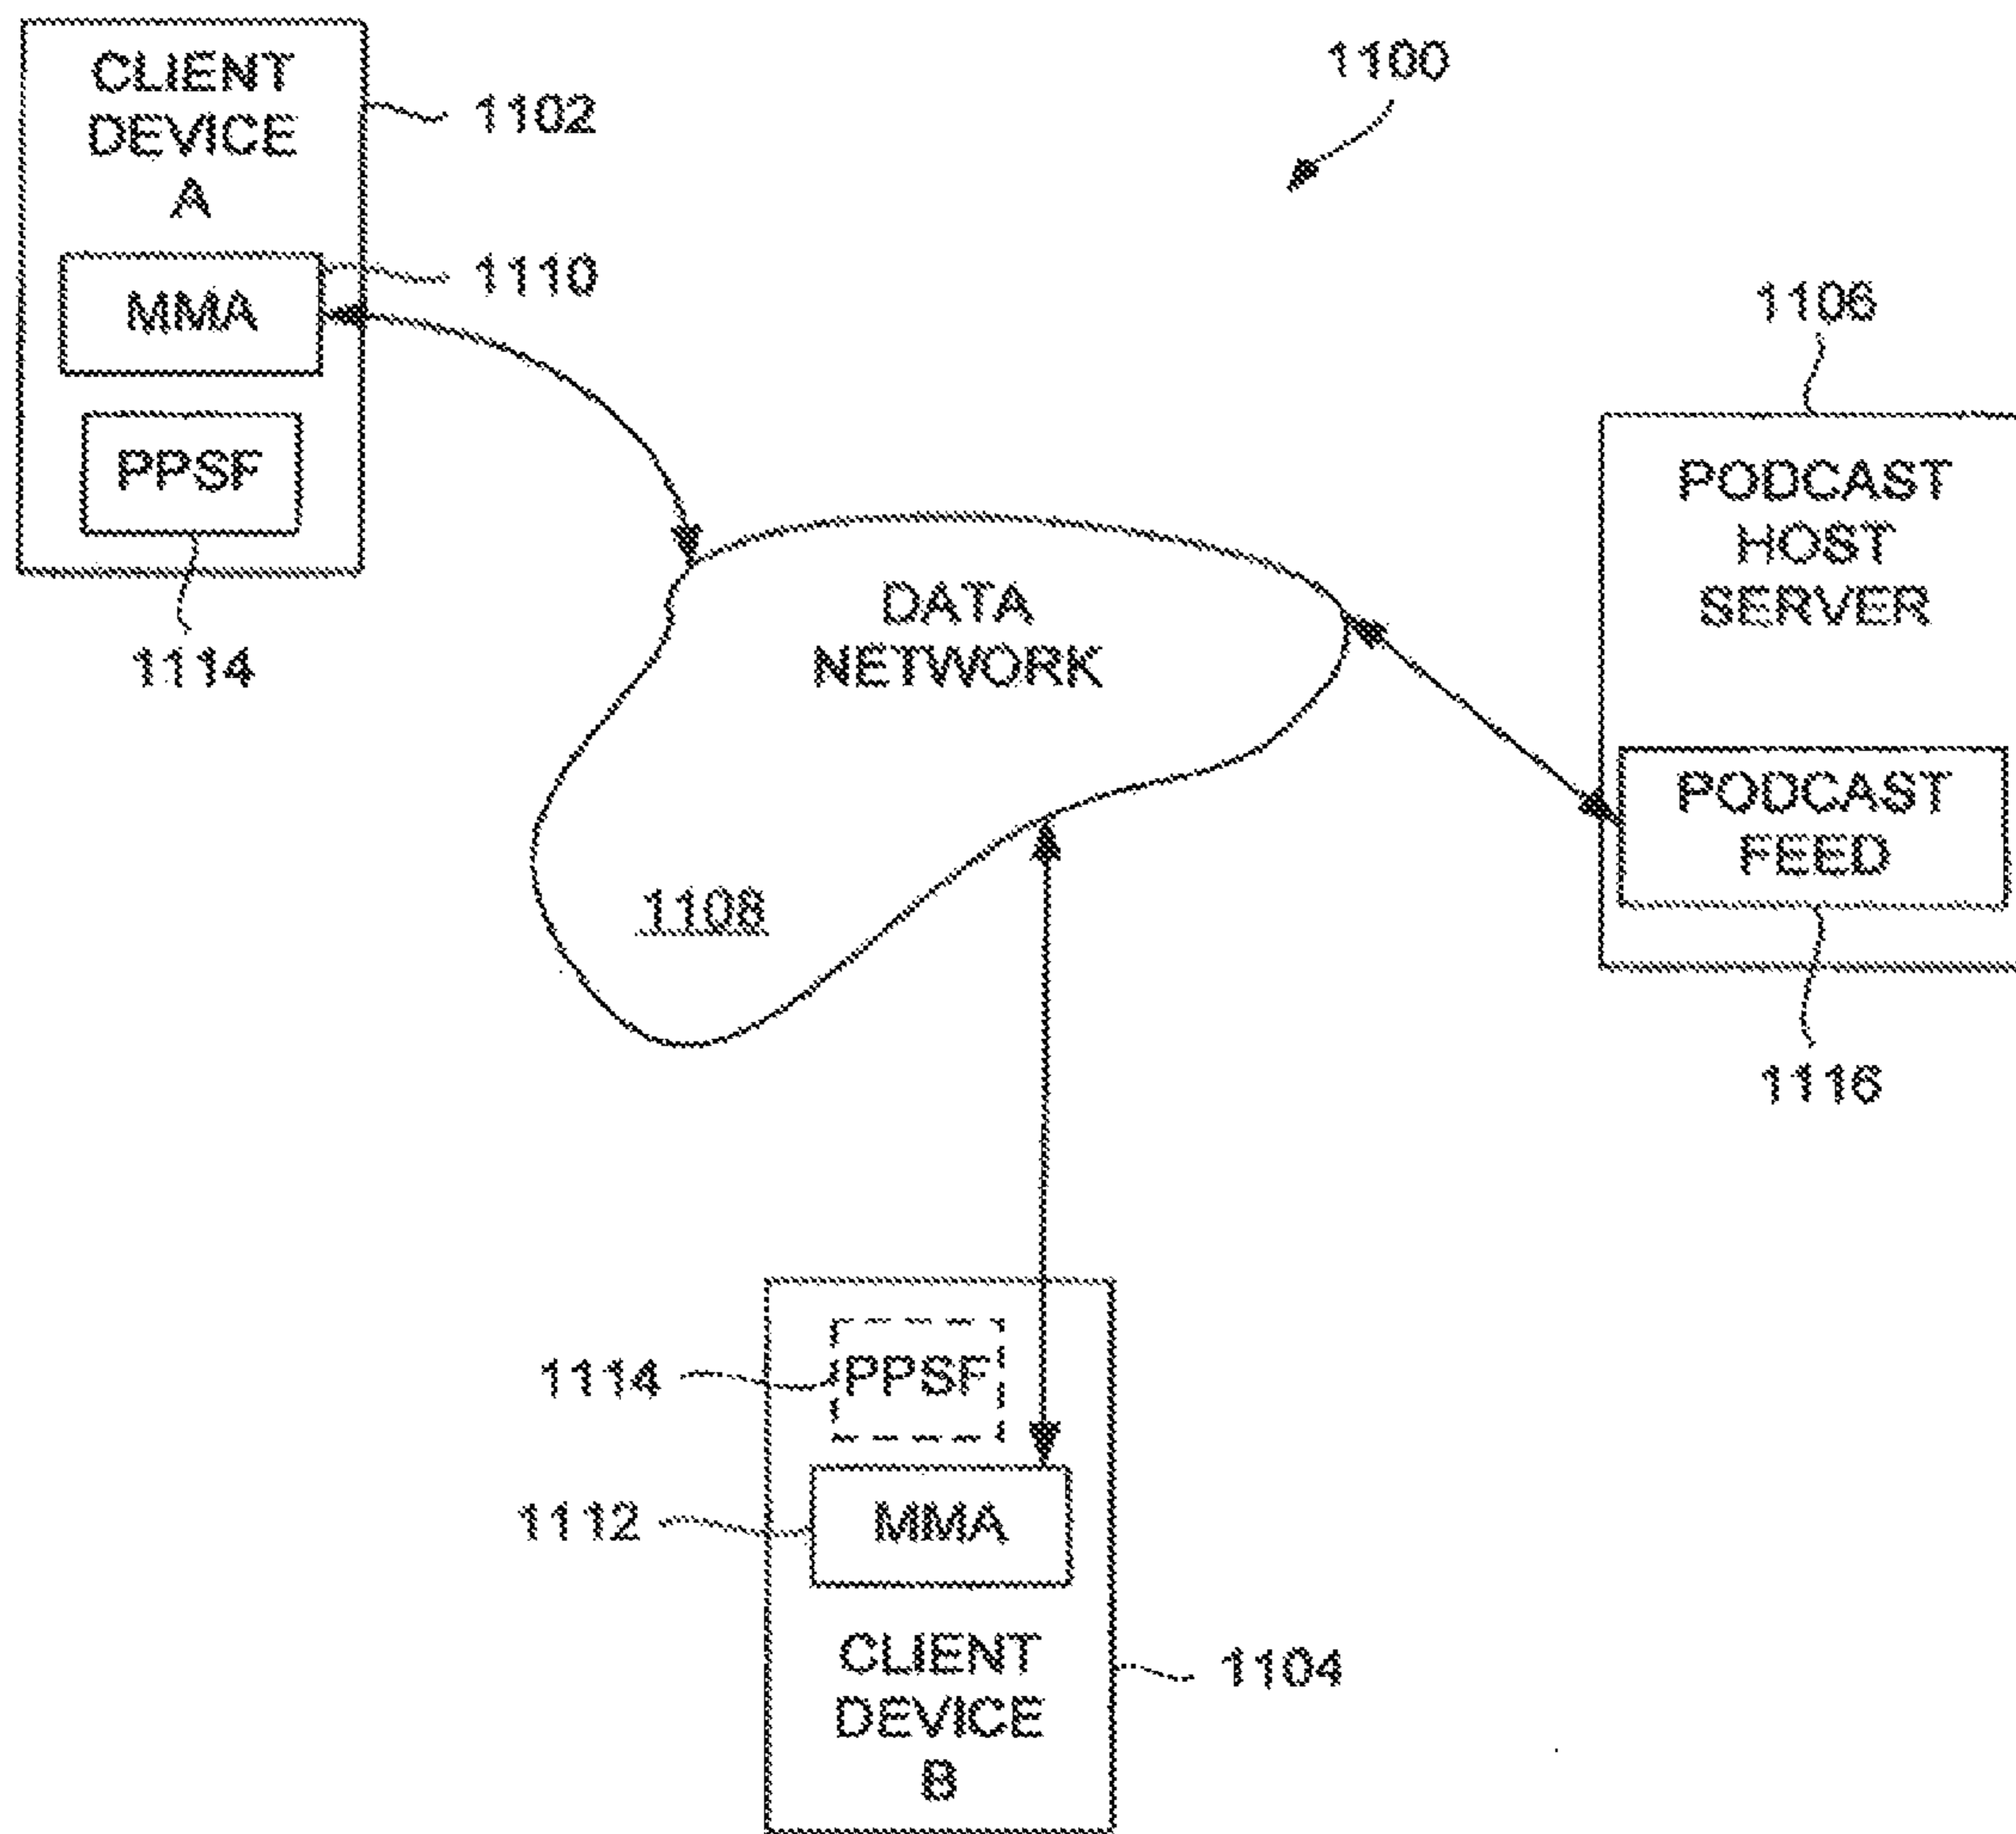 1100
CLIENT
DEVICE
A
1102
MMA
1110
PPSF
1114
1106
PODCAST
HOST
SERVER
PODCAST
FEED
1116
DATA
NETWORK
1108
1114
PPSF
1112
MMA
CLIENT
DEVICE
B
1104